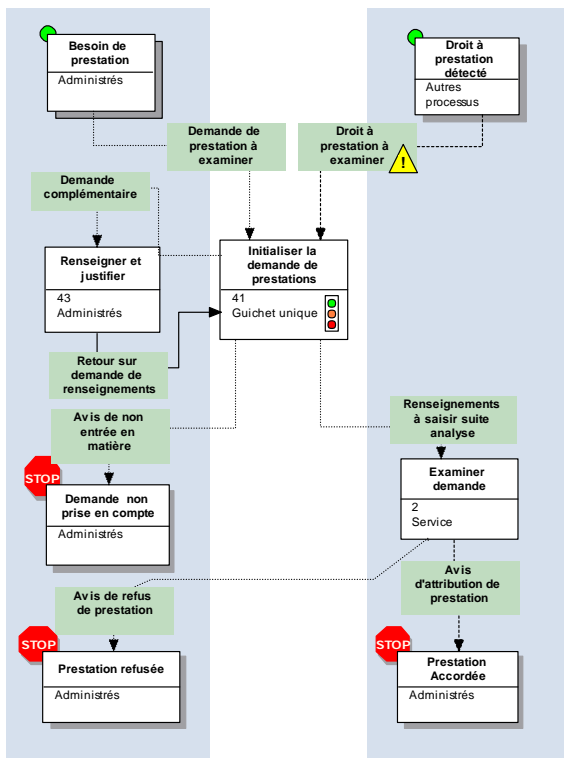 Besoin de
prestation
Administrés
Droit à
prestation
détecté
Autres
processus
Demande de
prestation à
examiner
Droit à
prestation à
examiner
!
Demande
complémentaire
Renseigner et
justifier
43
Administrés
Initialiser la
demande de
prestations
41
Guichet unique
Retour sur
demande de
renseignements
Avis de non
entrée en
matière
Renseignements
à saisir suite
analyse
STOP
Demande non
prise en compte
Administrés
Examiner
demande
2
Service
Avis de refus
de prestation
Avis
d'attribution de
prestation
STOP
Prestation refusée
Administrés
STOP
Prestation
Accordée
Administrés